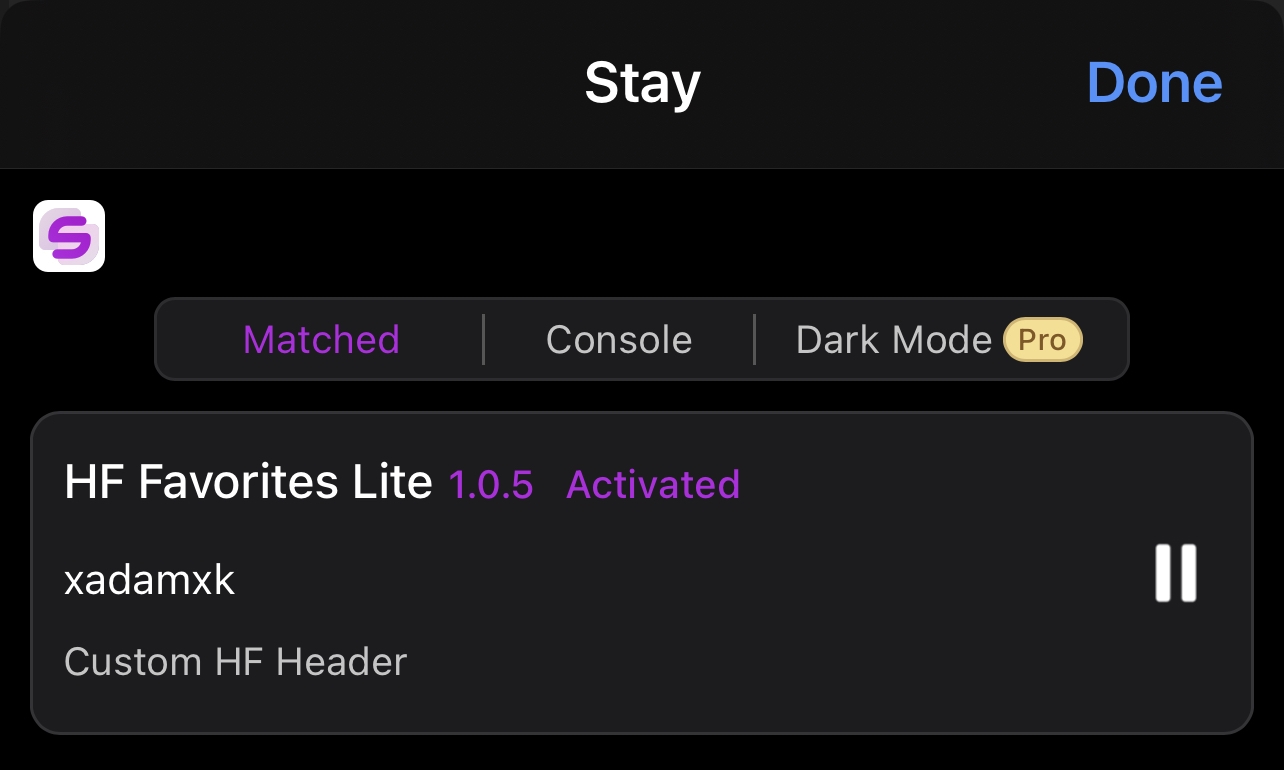 Stay
Done
Matched
Console
Dark Mode Pro
HF Favorites Lite 1.0.5 Activated
xadamxk
Custom HF Header